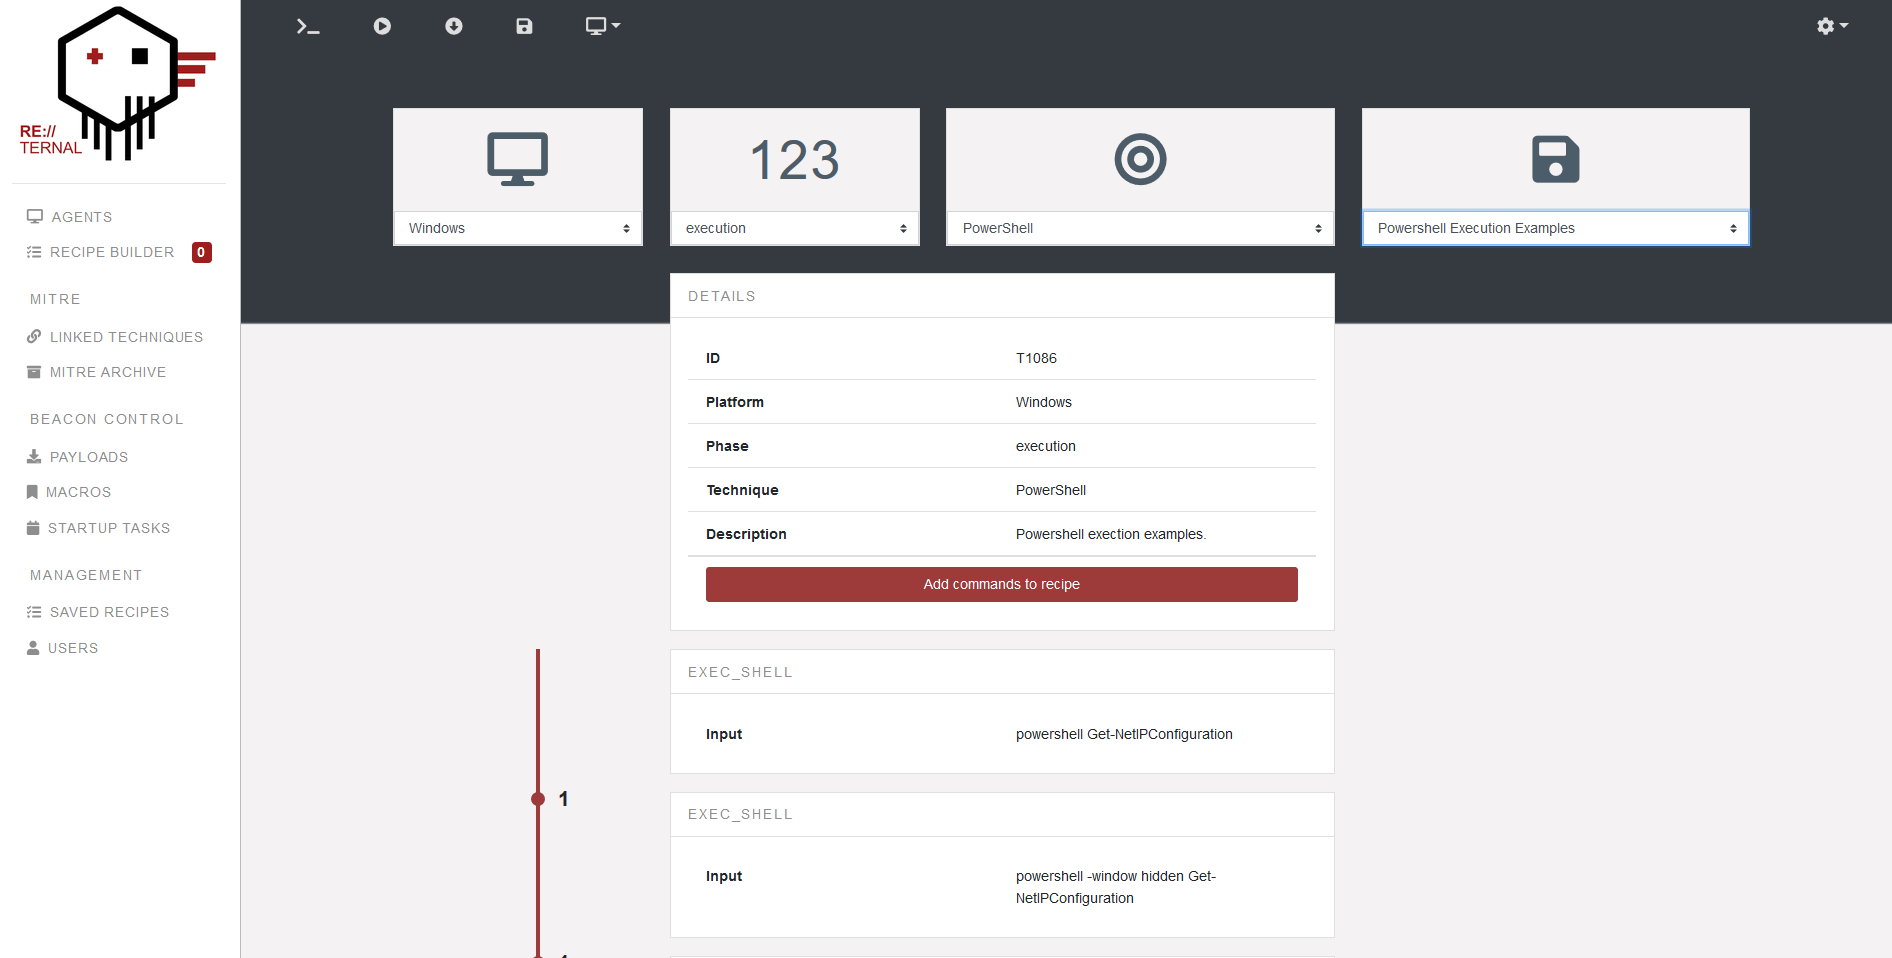 RE://
TERNAL
AGENTS
RECIPE BUILDER 0
MITRE
LINKED TECHNIQUES
MITRE ARCHIVE
BEACON CONTROL
PAYLOADS
MACROS
STARTUP TASKS
MANAGEMENT
SAVED RECIPES
USERS
123
Windows
execution
PowerShell
Powershell Execution Examples
DETAILS
ID T1086
Platform Windows
Phase execution
Technique PowerShell
Description Powershell exection examples.
Add commands to recipe
EXEC_SHELL
Input powershell Get-NetIPConfiguration
1
EXEC_SHELL
Input powershell -window hidden Get-
NetIPConfiguration